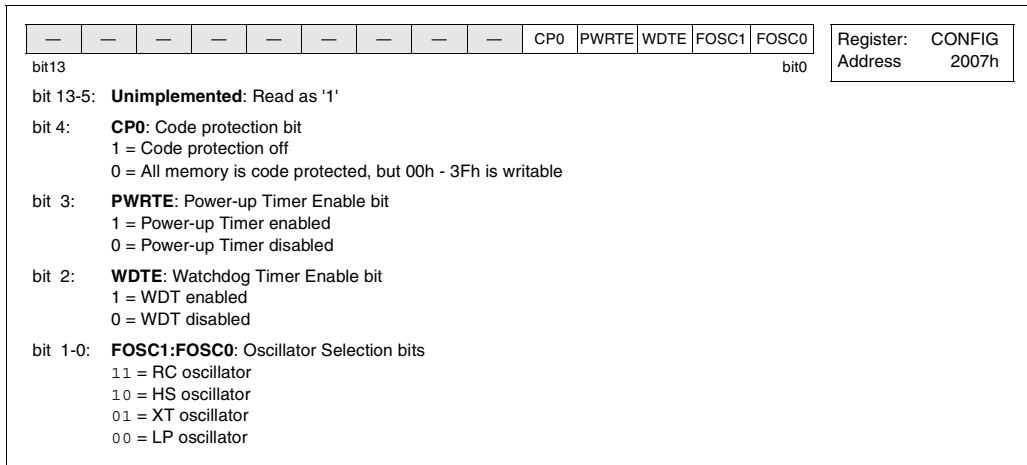 — — — — — — — — — CP0 PWRTE WDTE FOSC1 FOSC0
bit13 bit0
Register: CONFIG
Address 2007h
bit 13-5: Unimplemented: Read as '1'
bit 4: CP0: Code protection bit
1 = Code protection off
0 = All memory is code protected, but 00h - 3Fh is writable
bit 3: PWRTE: Power-up Timer Enable bit
1 = Power-up Timer enabled
0 = Power-up Timer disabled
bit 2: WDTE: Watchdog Timer Enable bit
1 = WDT enabled
0 = WDT disabled
bit 1-0: FOSC1:FOSC0: Oscillator Selection bits
11 = RC oscillator
10 = HS oscillator
01 = XT oscillator
00 = LP oscillator